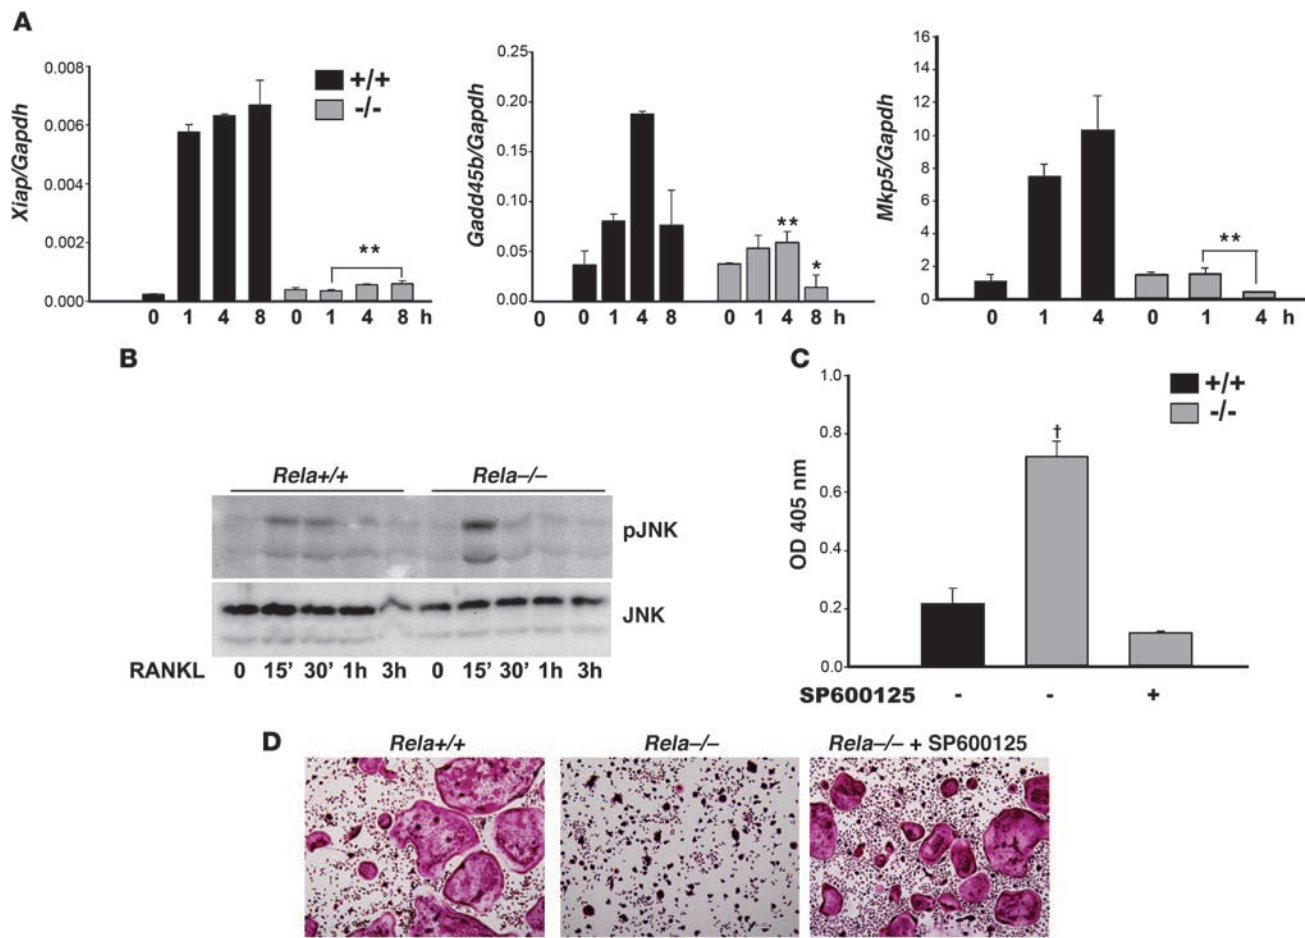 A
Xiap/Gapdh
0.008
0.006
0.004
0.002
0.000
+/+
-/-
**
0 1 4 8 0 1 4 8 h
Gadd45b/Gapdh
0.25
0.20
0.15
0.10
0.05
0.00
**
*
0 0 1 4 8 0 1 4 8 h
Mkp5/Gapdh
16
14
12
10
8
6
4
2
0
**
0 1 4 0 1 4 h
B
Rela+/+ Rela–/–
pJNK
JNK
RANKL 0 15' 30' 1h 3h 0 15' 30' 1h 3h
C
OD 405 nm
1.0
0.8
0.6
0.4
0.2
0.0
+/+
-/-
†
SP600125 - - +
D
Rela+/+ Rela–/– Rela–/– + SP600125